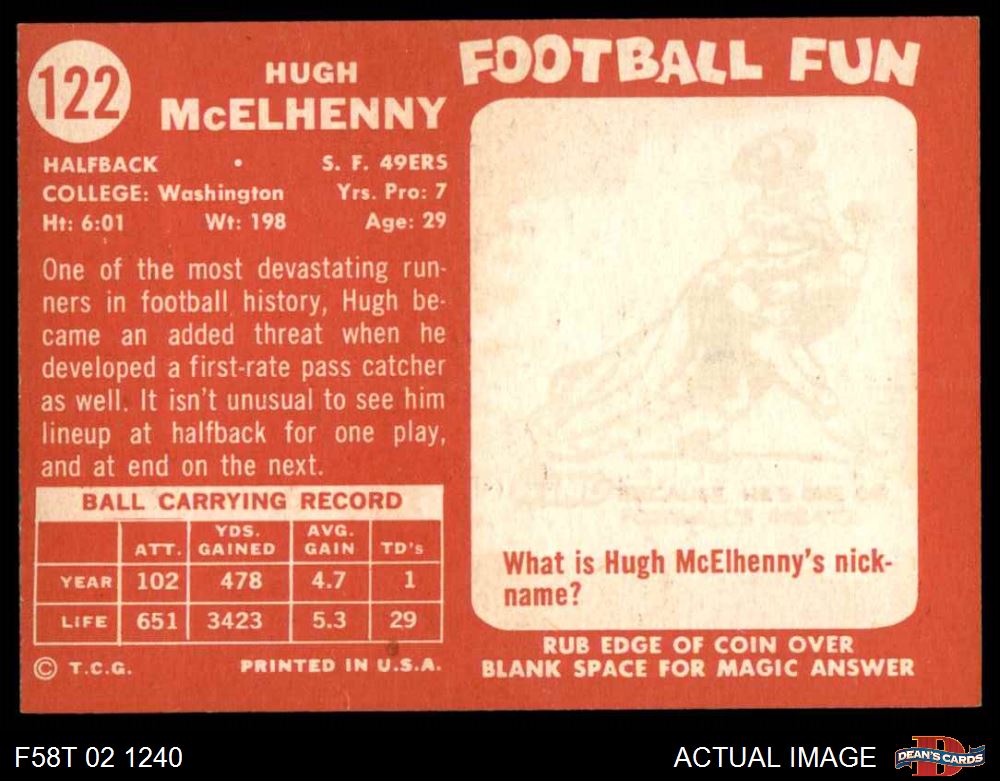 122
HUGH
McELHENNY
HALFBACK • S. F. 49ERS
COLLEGE: Washington Yrs. Pro: 7
Ht: 6:01 Wt: 198 Age: 29
One of the most devastating run-
ners in football history, Hugh be-
came an added threat when he
developed a first-rate pass catcher
as well. It isn't unusual to see him
lineup at halfback for one play,
and at end on the next.
BALL CARRYING RECORD
ATT. YDS. GAINED AVG. GAIN TD's
YEAR 102 478 4.7 1
LIFE 651 3423 5.3 29
© T.C.G. PRINTED IN U.S.A.
FOOTBALL FUN
BECAUSE HE'S ONE OF
What is Hugh McElhenny's nick-
name?
RUB EDGE OF COIN OVER
BLANK SPACE FOR MAGIC ANSWER
F58T 02 1240
ACTUAL IMAGE
DEAN'S CARDS